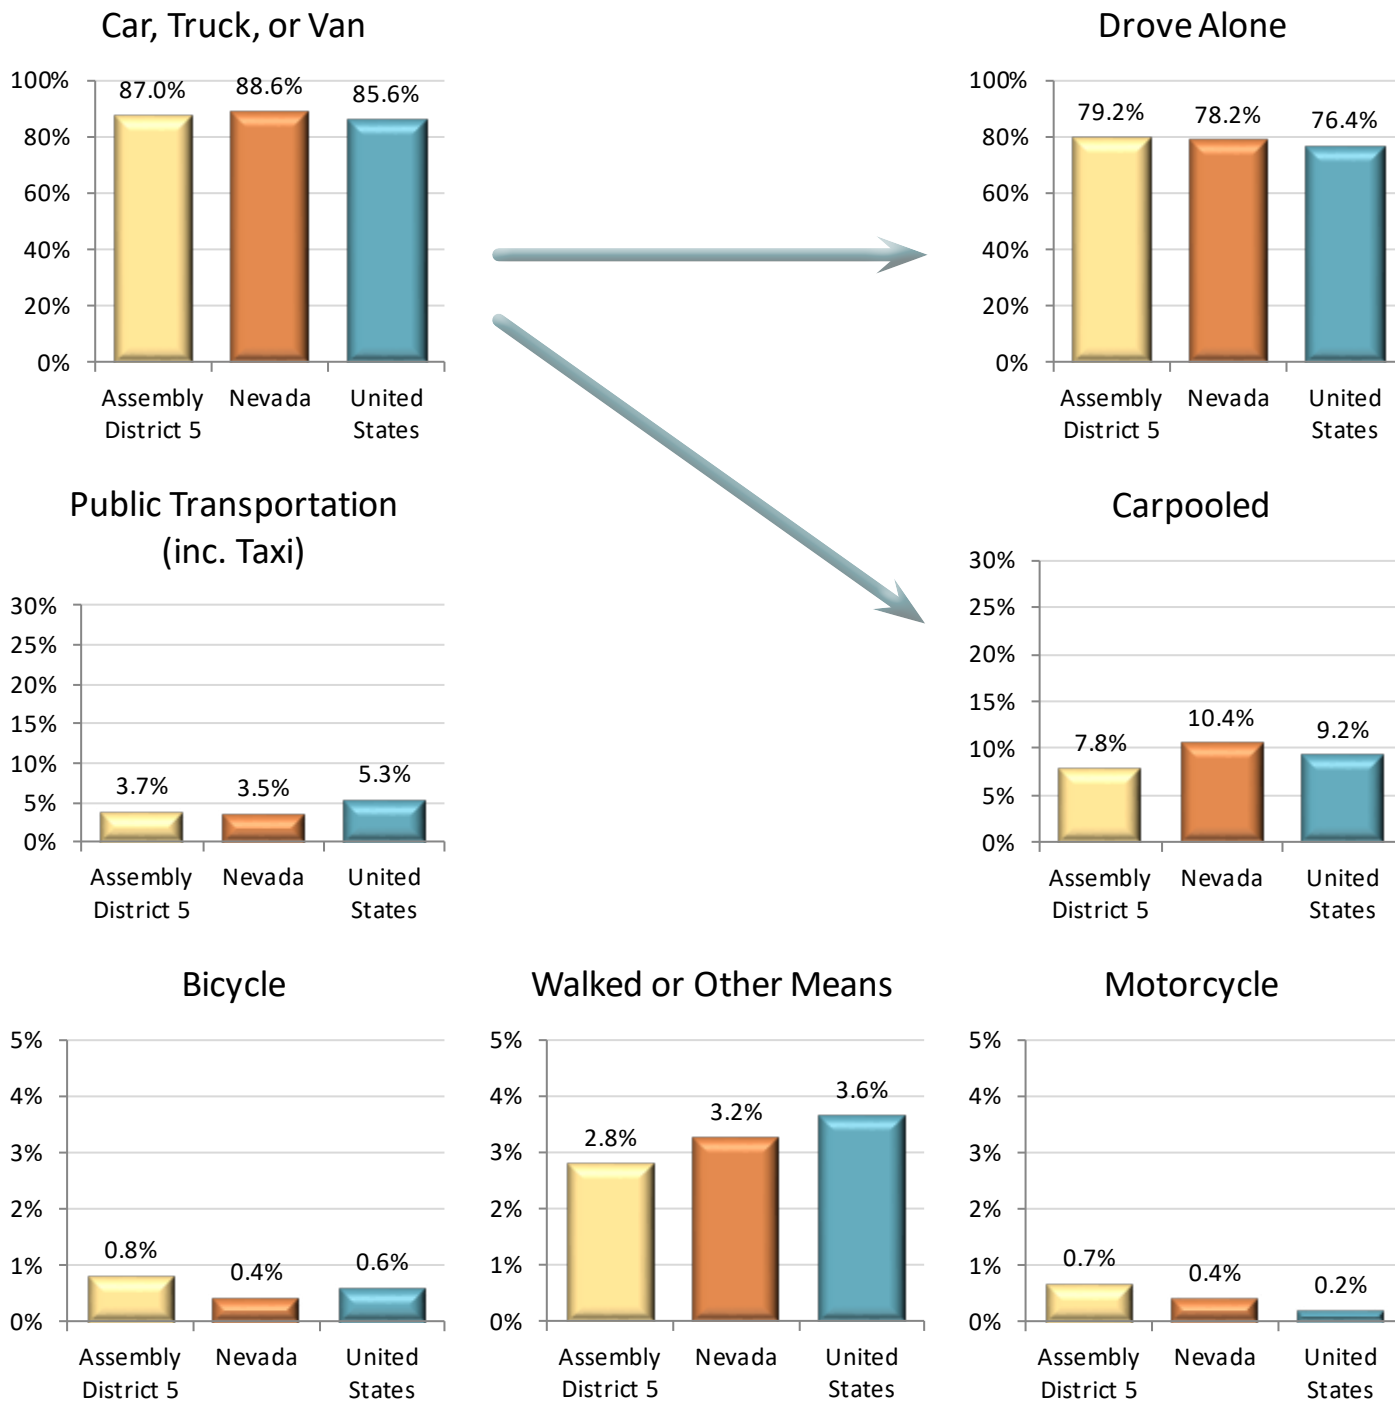 Car, Truck, or Van
100%
80%
60%
40%
20%
0%
87.0%
88.6%
85.6%
Assembly
District 5
Nevada
United
States
Drove Alone
100%
80%
60%
40%
20%
0%
79.2%
78.2%
76.4%
Assembly
District 5
Nevada
United
States
Public Transportation
(inc. Taxi)
30%
25%
20%
15%
10%
5%
0%
3.7%
3.5%
5.3%
Assembly
District 5
Nevada
United
States
Carpooled
30%
25%
20%
15%
10%
5%
0%
7.8%
10.4%
9.2%
Assembly
District 5
Nevada
United
States
Bicycle
5%
4%
3%
2%
1%
0%
0.8%
0.4%
0.6%
Assembly
District 5
Nevada
United
States
Walked or Other Means
5%
4%
3%
2%
1%
0%
2.8%
3.2%
3.6%
Assembly
District 5
Nevada
United
States
Motorcycle
5%
4%
3%
2%
1%
0%
0.7%
0.4%
0.2%
Assembly
District 5
Nevada
United
States